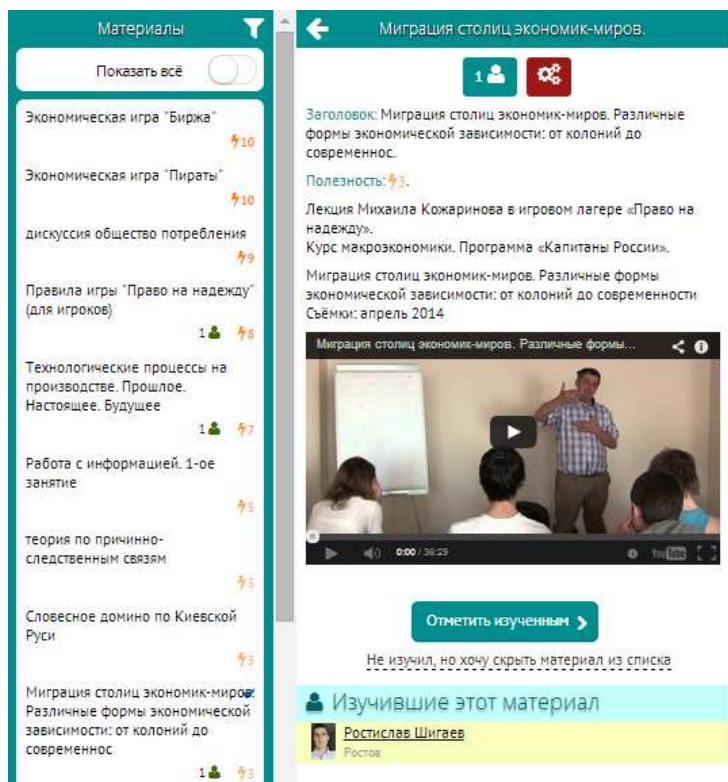 Материалы
Показать всё
Экономическая игра "Биржа"
10
Экономическая игра "Пираты"
10
дискуссия общество потребления
9
Правила игры "Право на надежду"
(для игроков)
1 8
Технологические процессы на
производстве. Прошлое.
Настоящее. Будущее
1 7
Работа с информацией. 1-ое
занятие
5
теория по причинно-
следственным связям
3
Словесное домино по Киевской
Руси
3
Миграция столиц экономик-миров.
Различные формы экономической
зависимости: от колоний до
современнос
1 3
Миграция столиц экономик-миров.
1
Заголовок: Миграция столиц экономик-миров. Различные
формы экономической зависимости: от колоний до
современнос.
Полезность: 3.
Лекция Михаила Кожаринова в игровом лагере «Право на
надежду».
Курс макроэкономики. Программа «Капитаны России».
Миграция столиц экономик-миров. Различные формы
экономической зависимости: от колоний до современности
Съёмки: апрель 2014
Миграция столиц экономик-миров. Различные формы...
0:00 / 36:29 YouTube
Отметить изученным
Не изучил, но хочу скрыть материал из списка
Изучившие этот материал
Ростислав Шигаев
Ростов